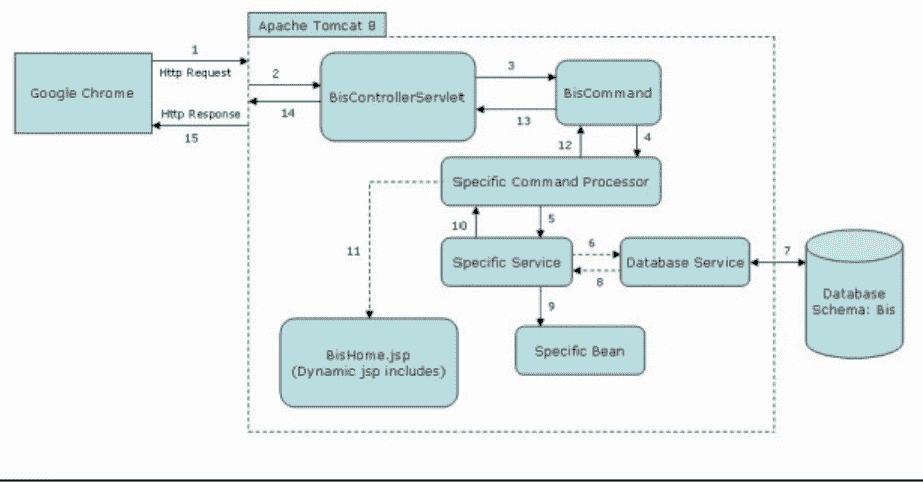 Apache Tomcat 8
Google Chrome
1
Http Request
2
BisControllerServlet
3
BisCommand
Http Response
15
14
13
12
4
Specific Command Processor
11
10
5
Specific Service
6
8
Database Service
7
Database
Schema: Bis
9
BisHome.jsp
(Dynamic jsp includes)
Specific Bean